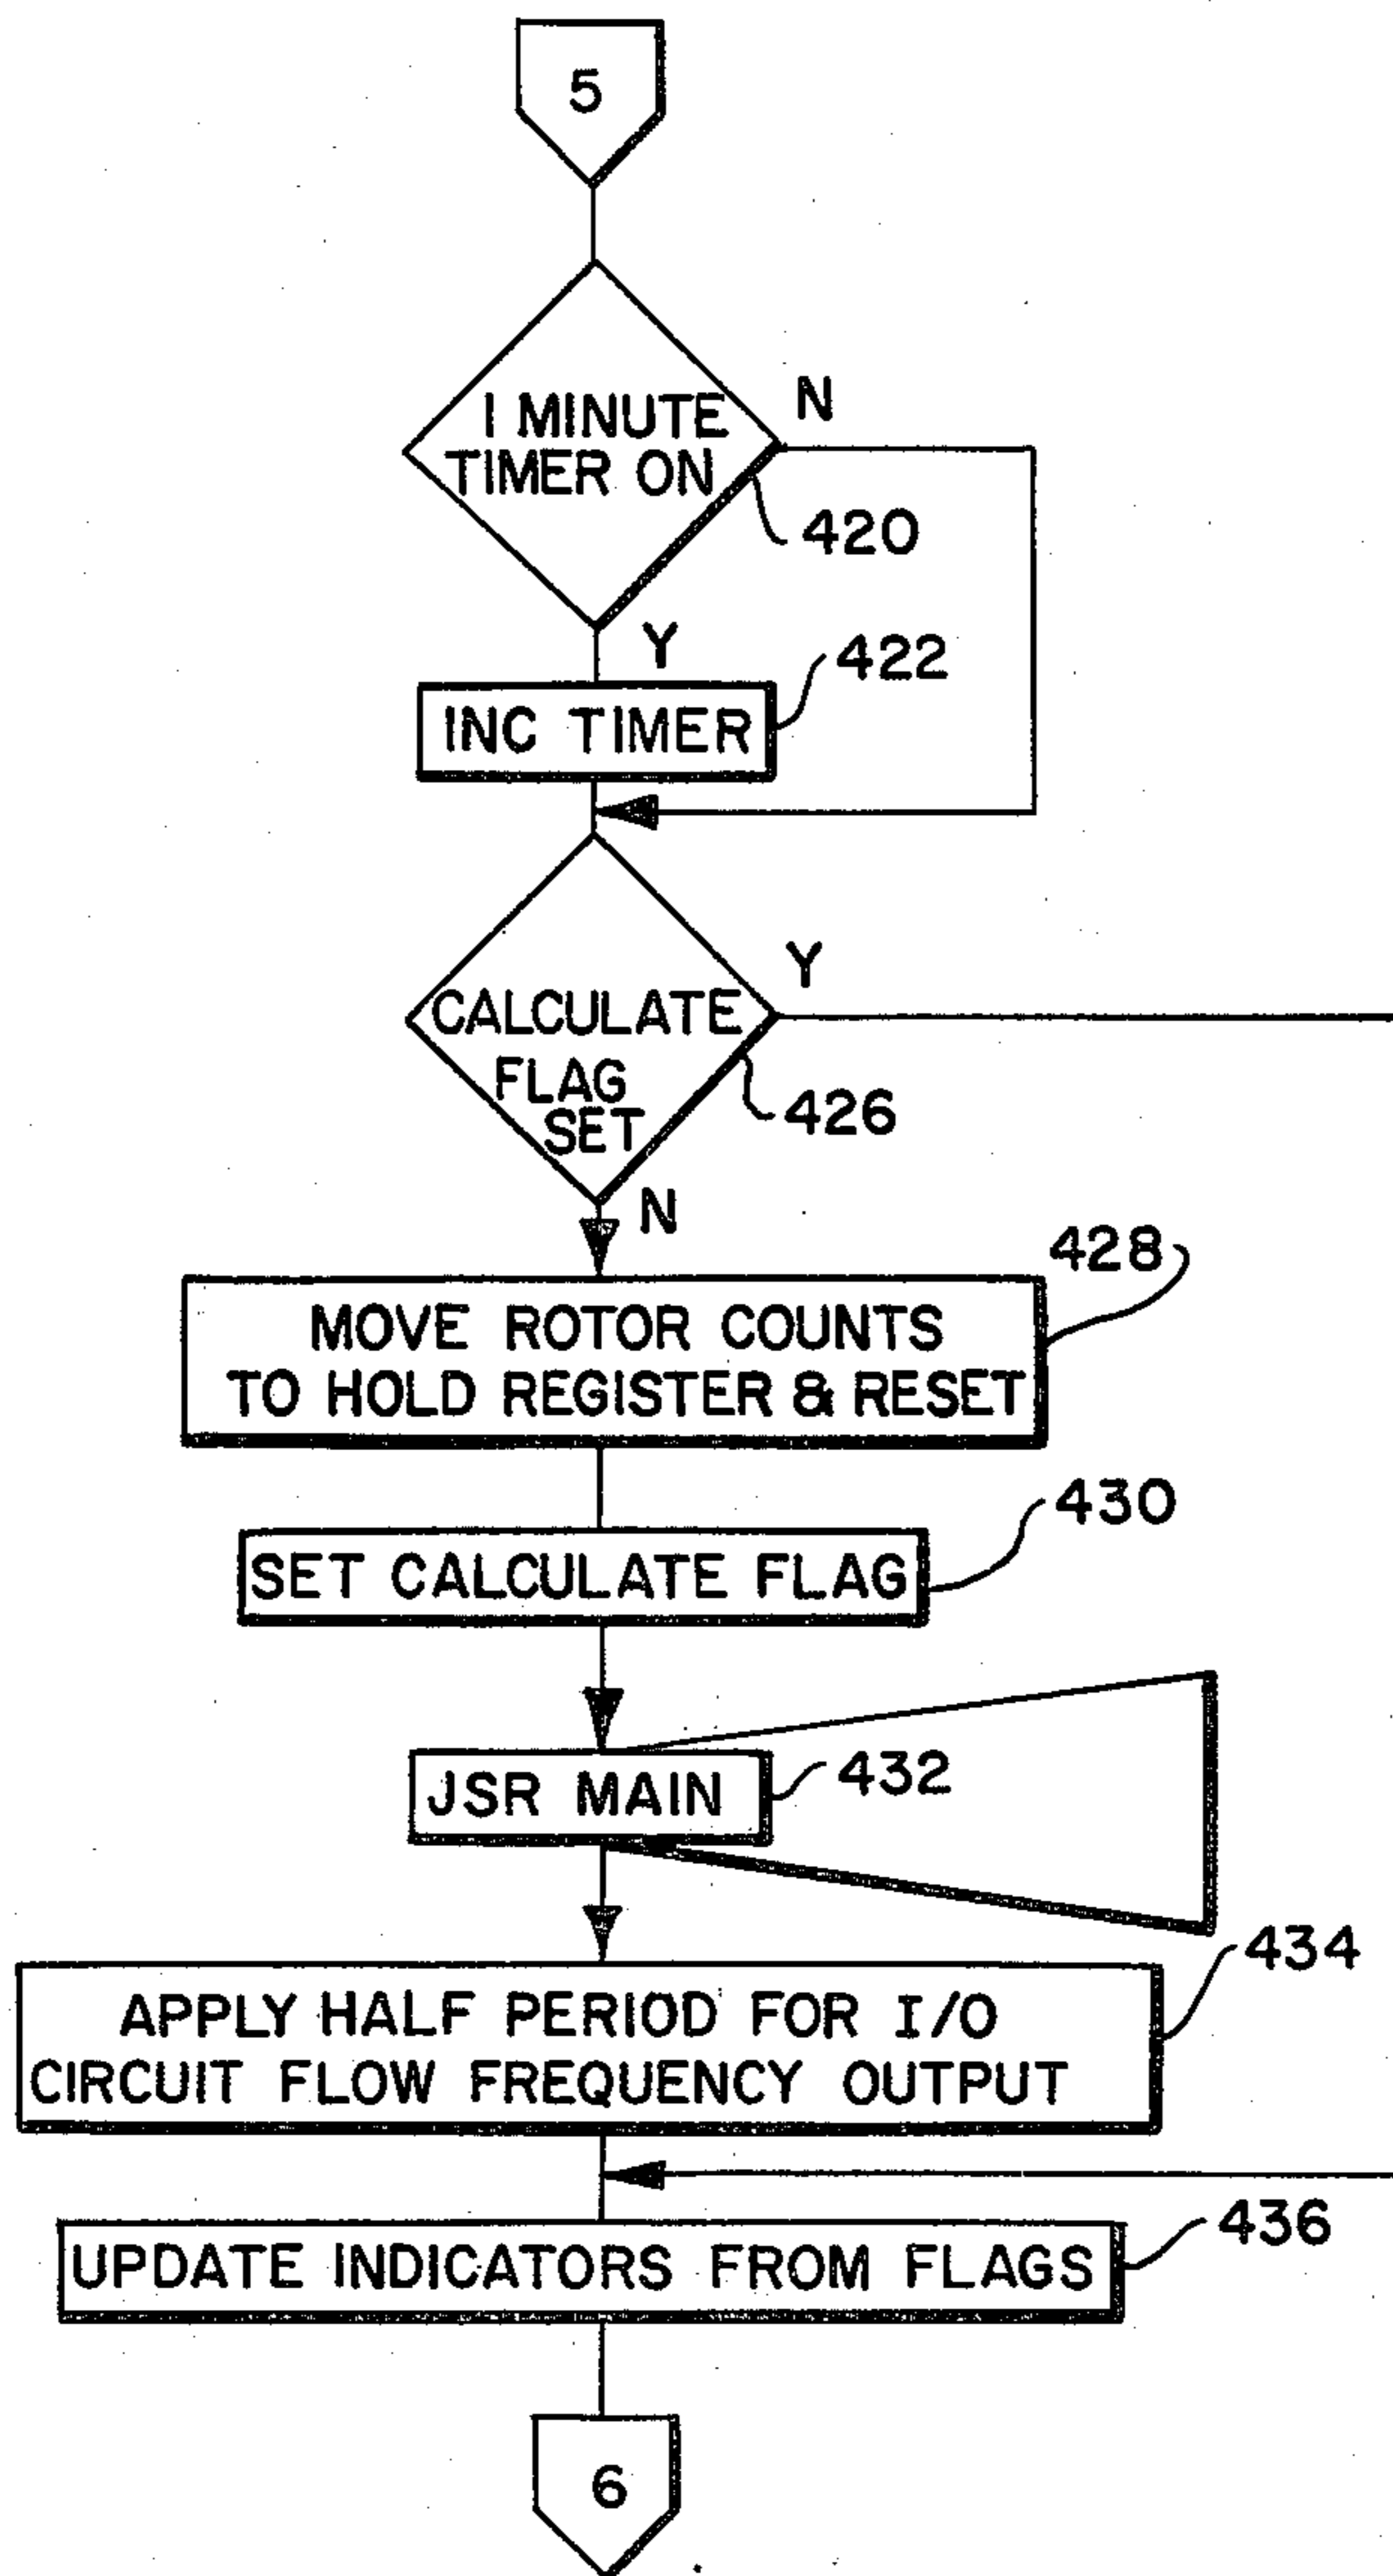 5
1 MINUTE
TIMER ON
N
420
Y
422
INC TIMER
Y
CALCULATE
FLAG
SET
426
N
428
MOVE ROTOR COUNTS
TO HOLD REGISTER & RESET
430
SET CALCULATE FLAG
JSR MAIN
432
434
APPLY HALF PERIOD FOR I/O
CIRCUIT FLOW FREQUENCY OUTPUT
436
UPDATE INDICATORS FROM FLAGS
6